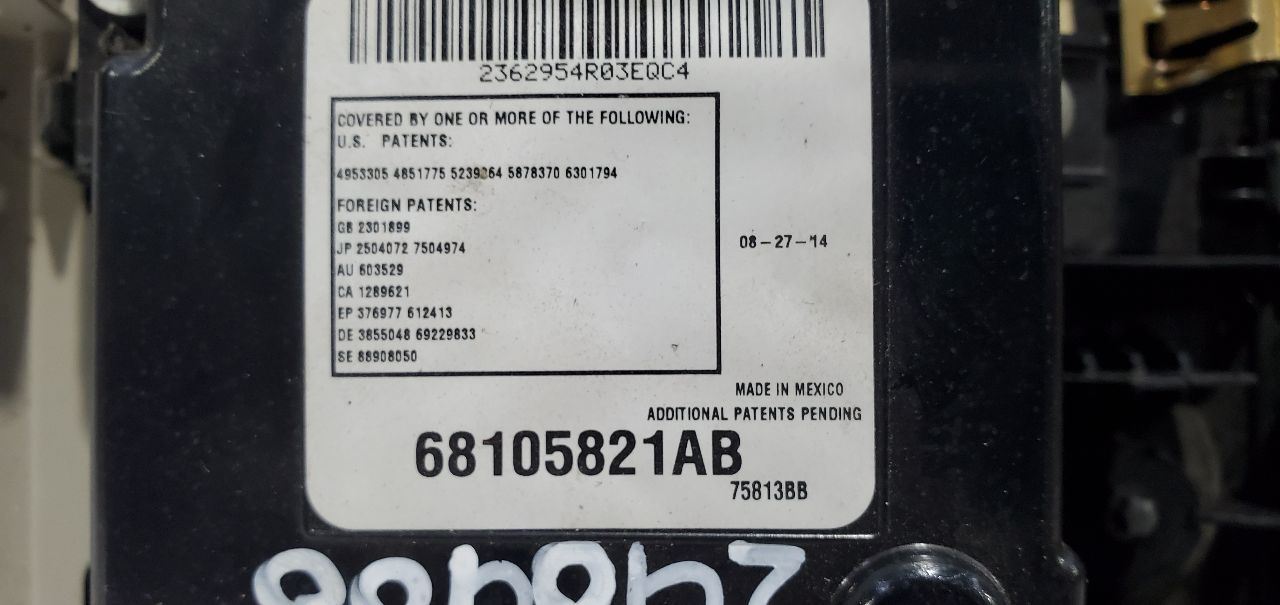 2362954R03EQC4
COVERED BY ONE OR MORE OF THE FOLLOWING:
U.S. PATENTS:
4953305 4851775 5878370 6301794
FOREIGN PATENTS:
GB 2301899
JP 2504072 7504974
AU 603529
CA 1289621
EP 376977 612413
DE 3855048 69229833
SE 88908050
08-27-14
MADE IN MEXICO
ADDITIONAL PATENTS PENDING
68105821AB
75813BB